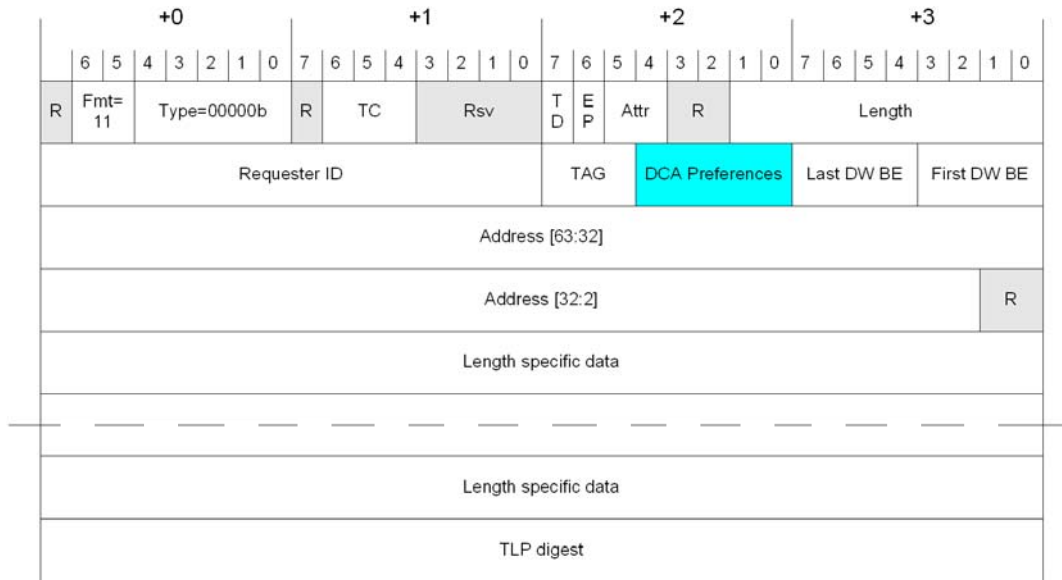 +0 +1 +2 +3
6 5 4 3 2 1 0 7 6 5 4 3 2 1 0 7 6 5 4 3 2 1 0 7 6 5 4 3 2 1 0
R Fmt= 11 Type=00000b R TC Rsv T D E P Attr R Length
Requester ID TAG DCA Preferences Last DW BE First DW BE
Address [63:32]
Address [32:2] R
Length specific data
Length specific data
TLP digest